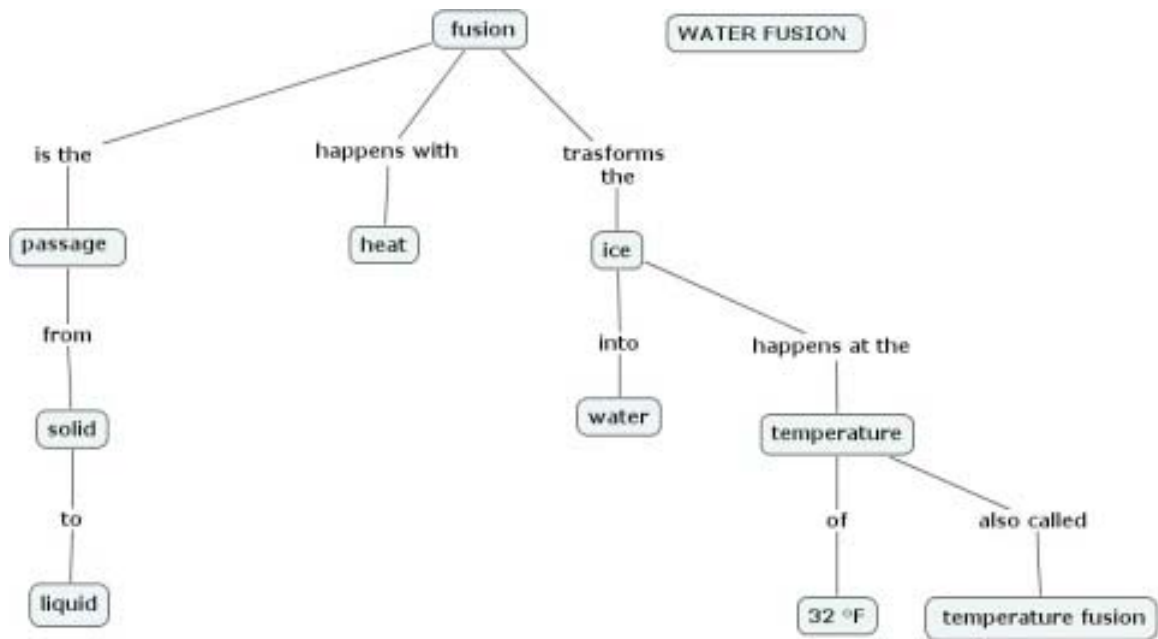 fusion
WATER FUSION
is the
happens with
trasforms
the
passage
heat
ice
from
into
happens at the
solid
water
temperature
to
of
also called
liquid
32 °F
temperature fusion